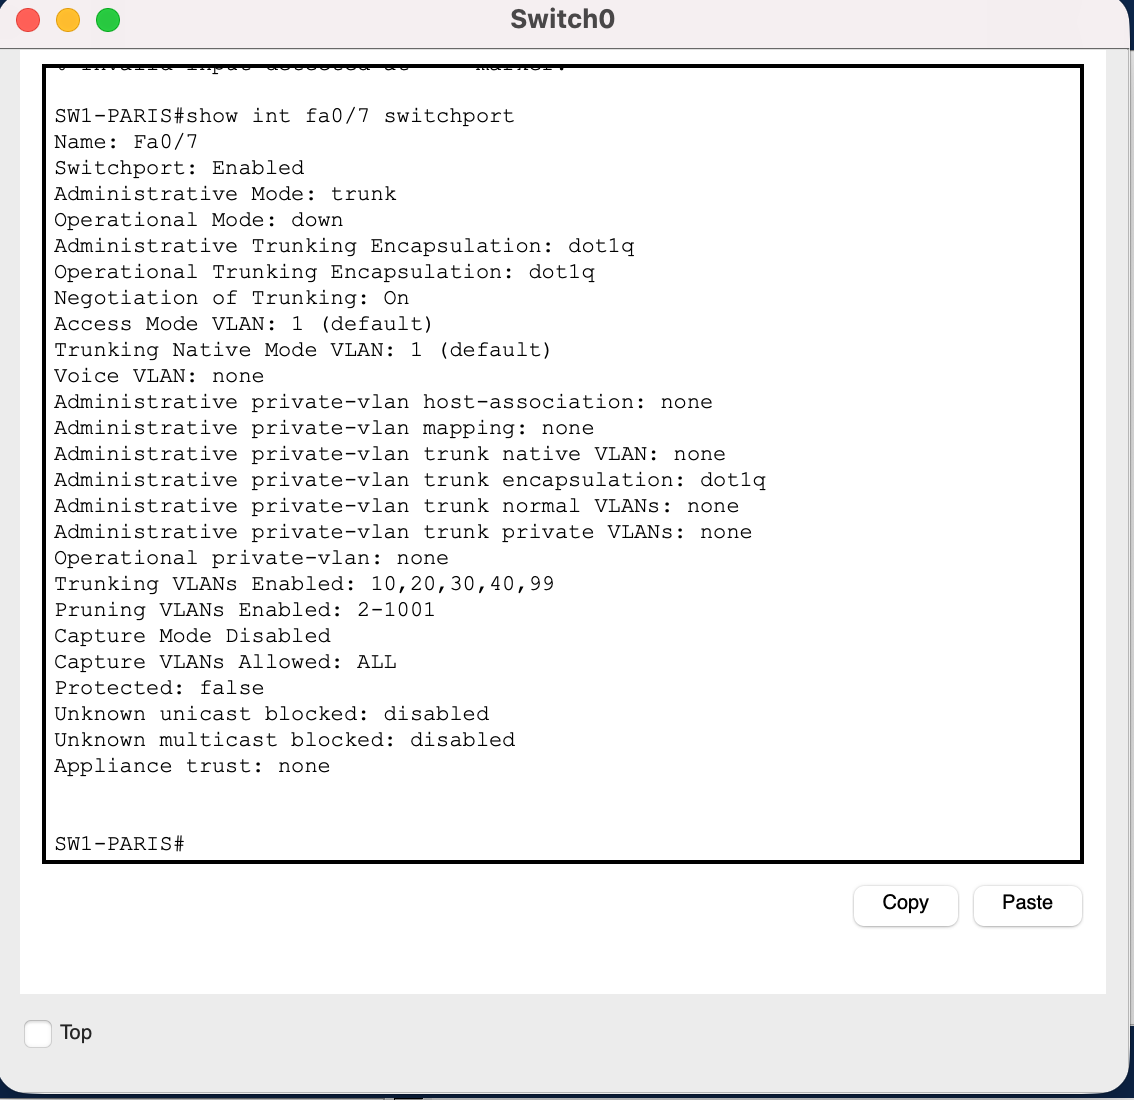 Switch0
SW1-PARIS#show int fa0/7 switchport
Name: Fa0/7
Switchport: Enabled
Administrative Mode: trunk
Operational Mode: down
Administrative Trunking Encapsulation: dot1q
Operational Trunking Encapsulation: dot1q
Negotiation of Trunking: On
Access Mode VLAN: 1 (default)
Trunking Native Mode VLAN: 1 (default)
Voice VLAN: none
Administrative private-vlan host-association: none
Administrative private-vlan mapping: none
Administrative private-vlan trunk native VLAN: none
Administrative private-vlan trunk encapsulation: dot1q
Administrative private-vlan trunk normal VLANs: none
Administrative private-vlan trunk private VLANs: none
Operational private-vlan: none
Trunking VLANs Enabled: 10,20,30,40,99
Pruning VLANs Enabled: 2-1001
Capture Mode Disabled
Capture VLANs Allowed: ALL
Protected: false
Unknown unicast blocked: disabled
Unknown multicast blocked: disabled
Appliance trust: none
SW1-PARIS#
Copy Paste
Top